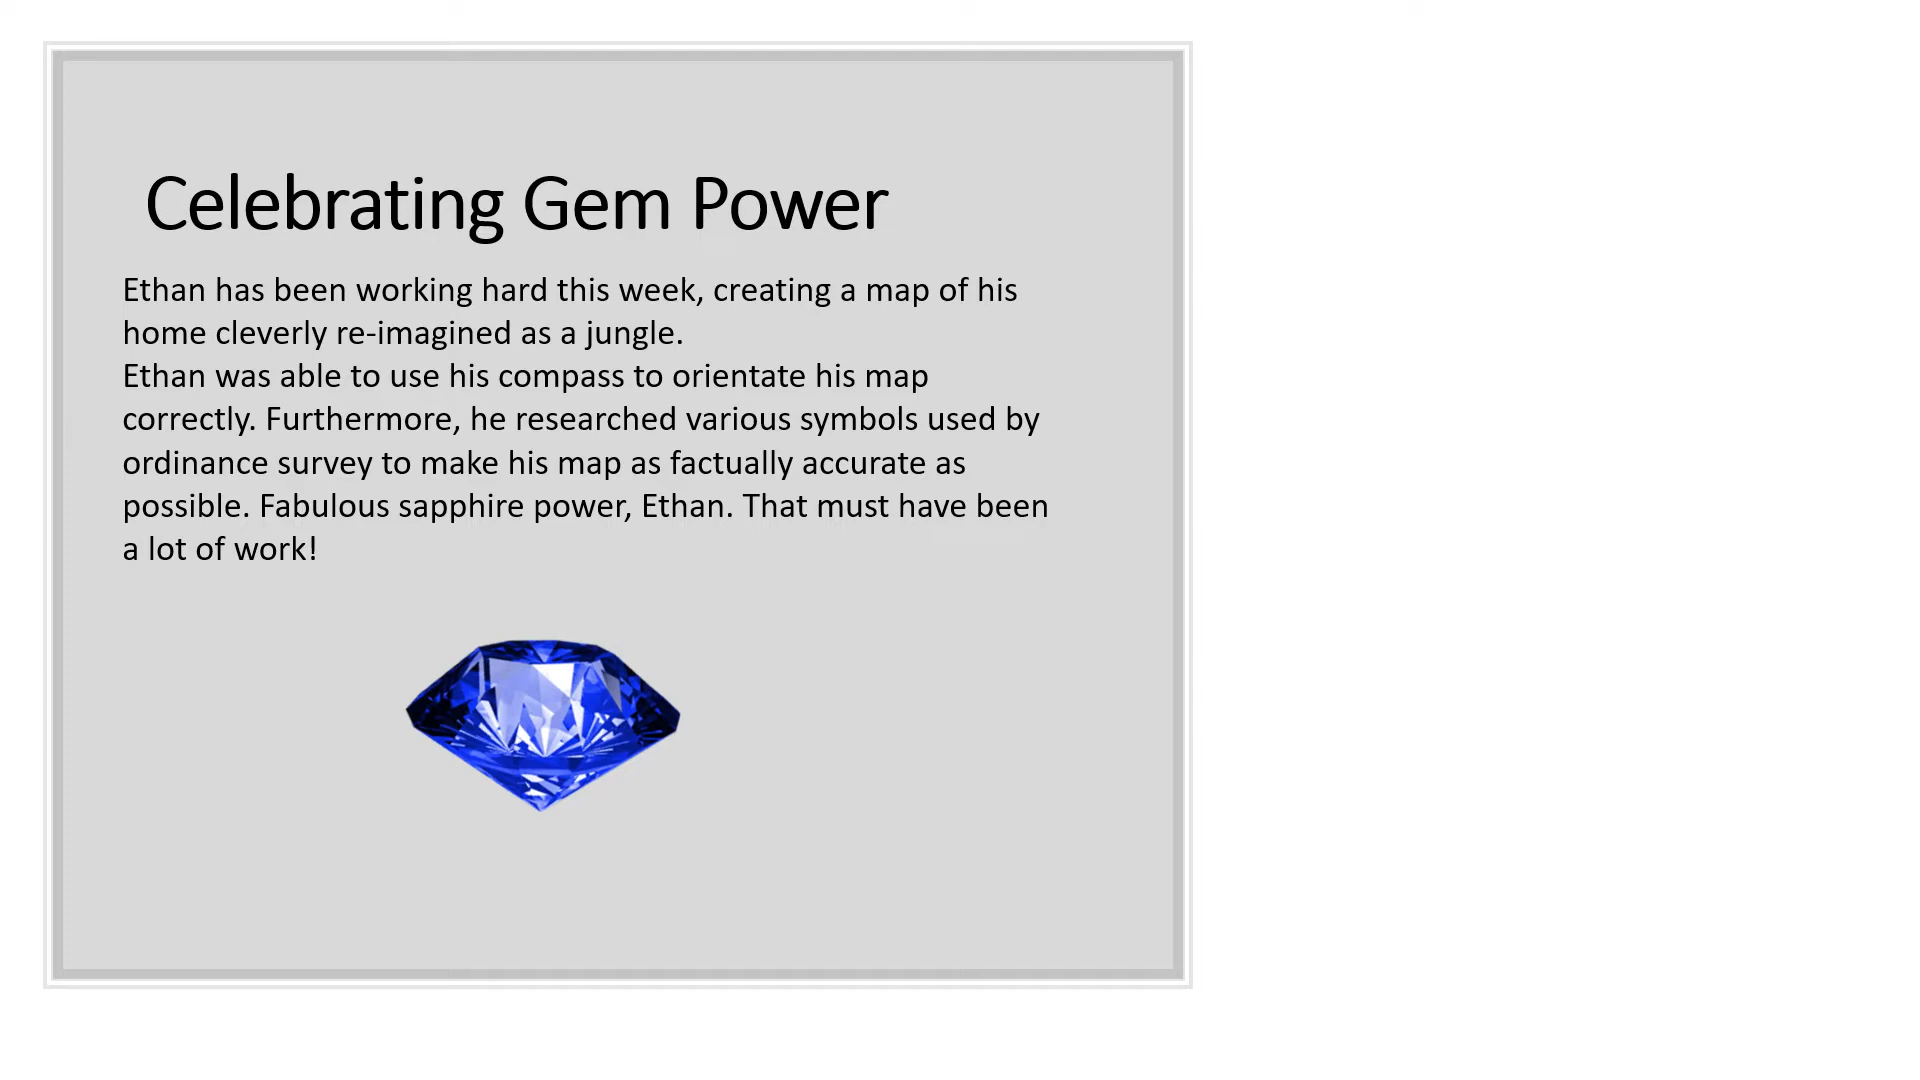 Celebrating Gem Power
Ethan has been working hard this week, creating a map of his
home cleverly re-imagined as a jungle.
Ethan was able to use his compass to orientate his map
correctly. Furthermore, he researched various symbols used by
ordinance survey to make his map as factually accurate as
possible. Fabulous sapphire power, Ethan. That must have been
a lot of work!